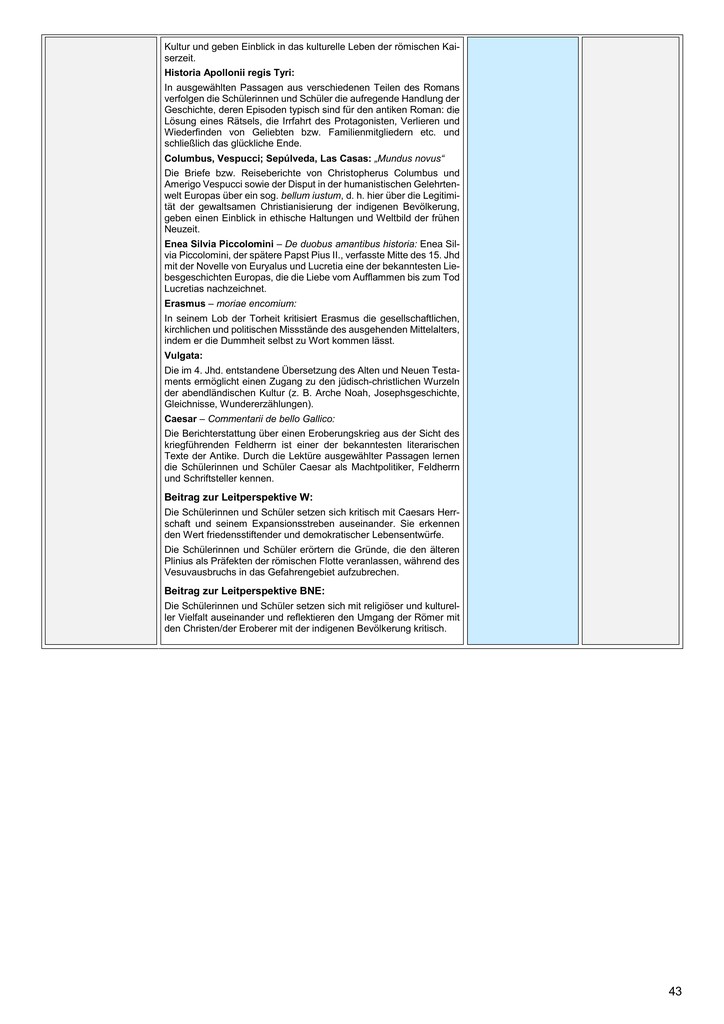 Kultur und geben Einblick in das kulturelle Leben der römischen Kai-
serzeit.
Historia Apollonii regis Tyri:
In ausgewählten Passagen aus verschiedenen Teilen des Romans
verfolgen die Schülerinnen und Schüler die aufregende Handlung der
Geschichte, deren Episoden typisch sind für den antiken Roman: die
Lösung eines Rätsels, die Irrfahrt des Protagonisten, Verlieren und
Wiederfinden von Geliebten bzw. Familienmitgliedern etc. und
schließlich das glückliche Ende.
Columbus, Vespucci; Sepúlveda, Las Casas: „Mundus novus“
Die Briefe bzw. Reiseberichte von Christopherus Columbus und
Amerigo Vespucci sowie der Disput in der humanistischen Gelehrten-
welt Europas über ein sog. bellum iustum, d. h. hier über die Legitimi-
tät der gewaltsamen Christianisierung der indigenen Bevölkerung,
geben einen Einblick in ethische Haltungen und Weltbild der frühen
Neuzeit.
Enea Silvia Piccolomini – De duobus amantibus historia: Enea Sil-
via Piccolomini, der spätere Papst Pius II., verfasste Mitte des 15. Jhd
mit der Novelle von Euryalus und Lucretia eine der bekanntesten Lie-
besgeschichten Europas, die die Liebe vom Aufflammen bis zum Tod
Lucretias nachzeichnet.
Erasmus – moriae encomium:
In seinem Lob der Torheit kritisiert Erasmus die gesellschaftlichen,
kirchlichen und politischen Missstände des ausgehenden Mittelalters,
indem er die Dummheit selbst zu Wort kommen lässt.
Vulgata:
Die im 4. Jhd. entstandene Übersetzung des Alten und Neuen Testa-
ments ermöglicht einen Zugang zu den jüdisch-christlichen Wurzeln
der abendländischen Kultur (z. B. Arche Noah, Josephsgeschichte,
Gleichnisse, Wundererzählungen).
Caesar – Commentarii de bello Gallico:
Die Berichterstattung über einen Eroberungskrieg aus der Sicht des
kriegführenden Feldherrn ist einer der bekanntesten literarischen
Texte der Antike. Durch die Lektüre ausgewählter Passagen lernen
die Schülerinnen und Schüler Caesar als Machtpolitiker, Feldherrn
und Schriftsteller kennen.
Beitrag zur Leitperspektive W:
Die Schülerinnen und Schüler setzen sich kritisch mit Caesars Herr-
schaft und seinem Expansionsstreben auseinander. Sie erkennen
den Wert friedensstiftender und demokratischer Lebensentwürfe.
Die Schülerinnen und Schüler erörtern die Gründe, die den älteren
Plinius als Präfekten der römischen Flotte veranlassen, während des
Vesuvausbruchs in das Gefahrengebiet aufzubrechen.
Beitrag zur Leitperspektive BNE:
Die Schülerinnen und Schüler setzen sich mit religiöser und kulturel-
ler Vielfalt auseinander und reflektieren den Umgang der Römer mit
den Christen/der Eroberer mit der indigenen Bevölkerung kritisch.
43